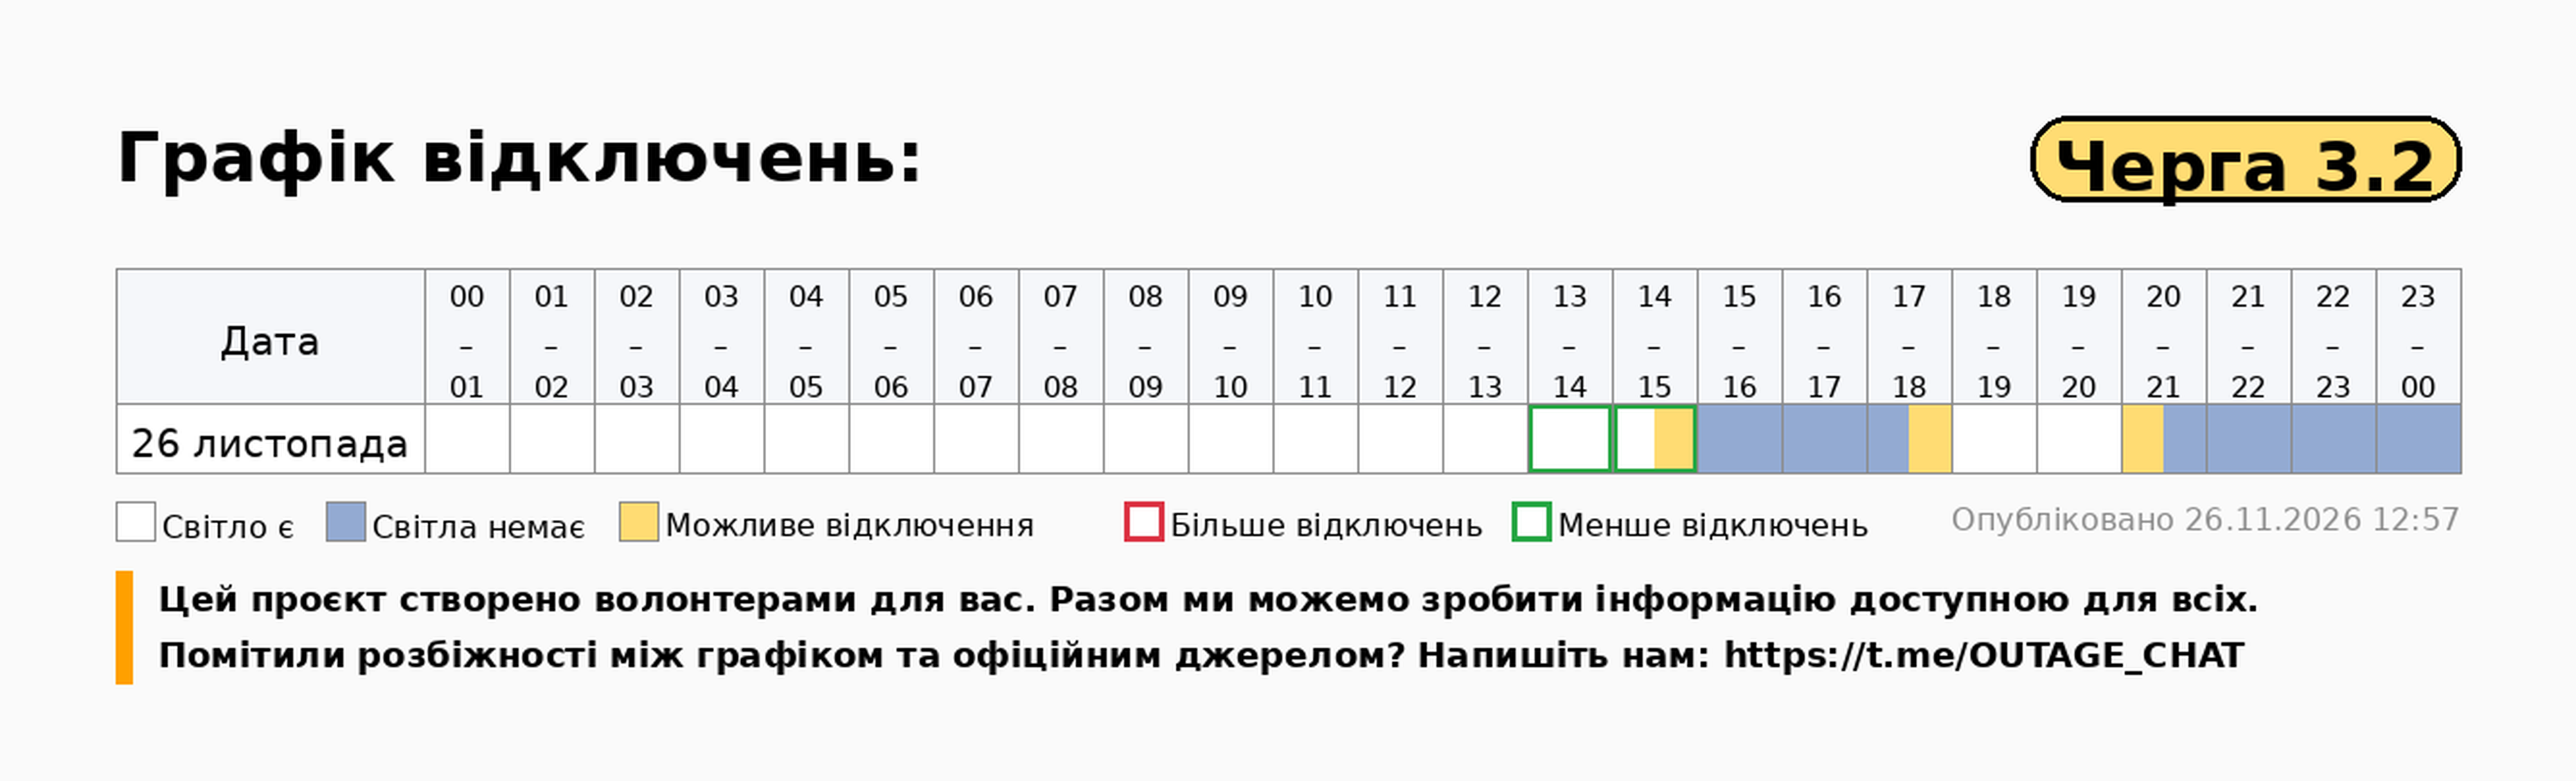 Графік відключень:
Черга 3.2
Дата
00 – 01
01 – 02
02 – 03
03 – 04
04 – 05
05 – 06
06 – 07
07 – 08
08 – 09
09 – 10
10 – 11
11 – 12
12 – 13
13 – 14
14 – 15
15 – 16
16 – 17
17 – 18
18 – 19
19 – 20
20 – 21
21 – 22
22 – 23
23 – 00
26 листопада
Світло є
Світла немає
Можливе відключення
Більше відключень
Менше відключень
Опубліковано 26.11.2026 12:57
Цей проєкт створено волонтерами для вас. Разом ми можемо зробити інформацію доступною для всіх.
Помітили розбіжності між графіком та офіційним джерелом? Напишіть нам: https://t.me/OUTAGE_CHAT